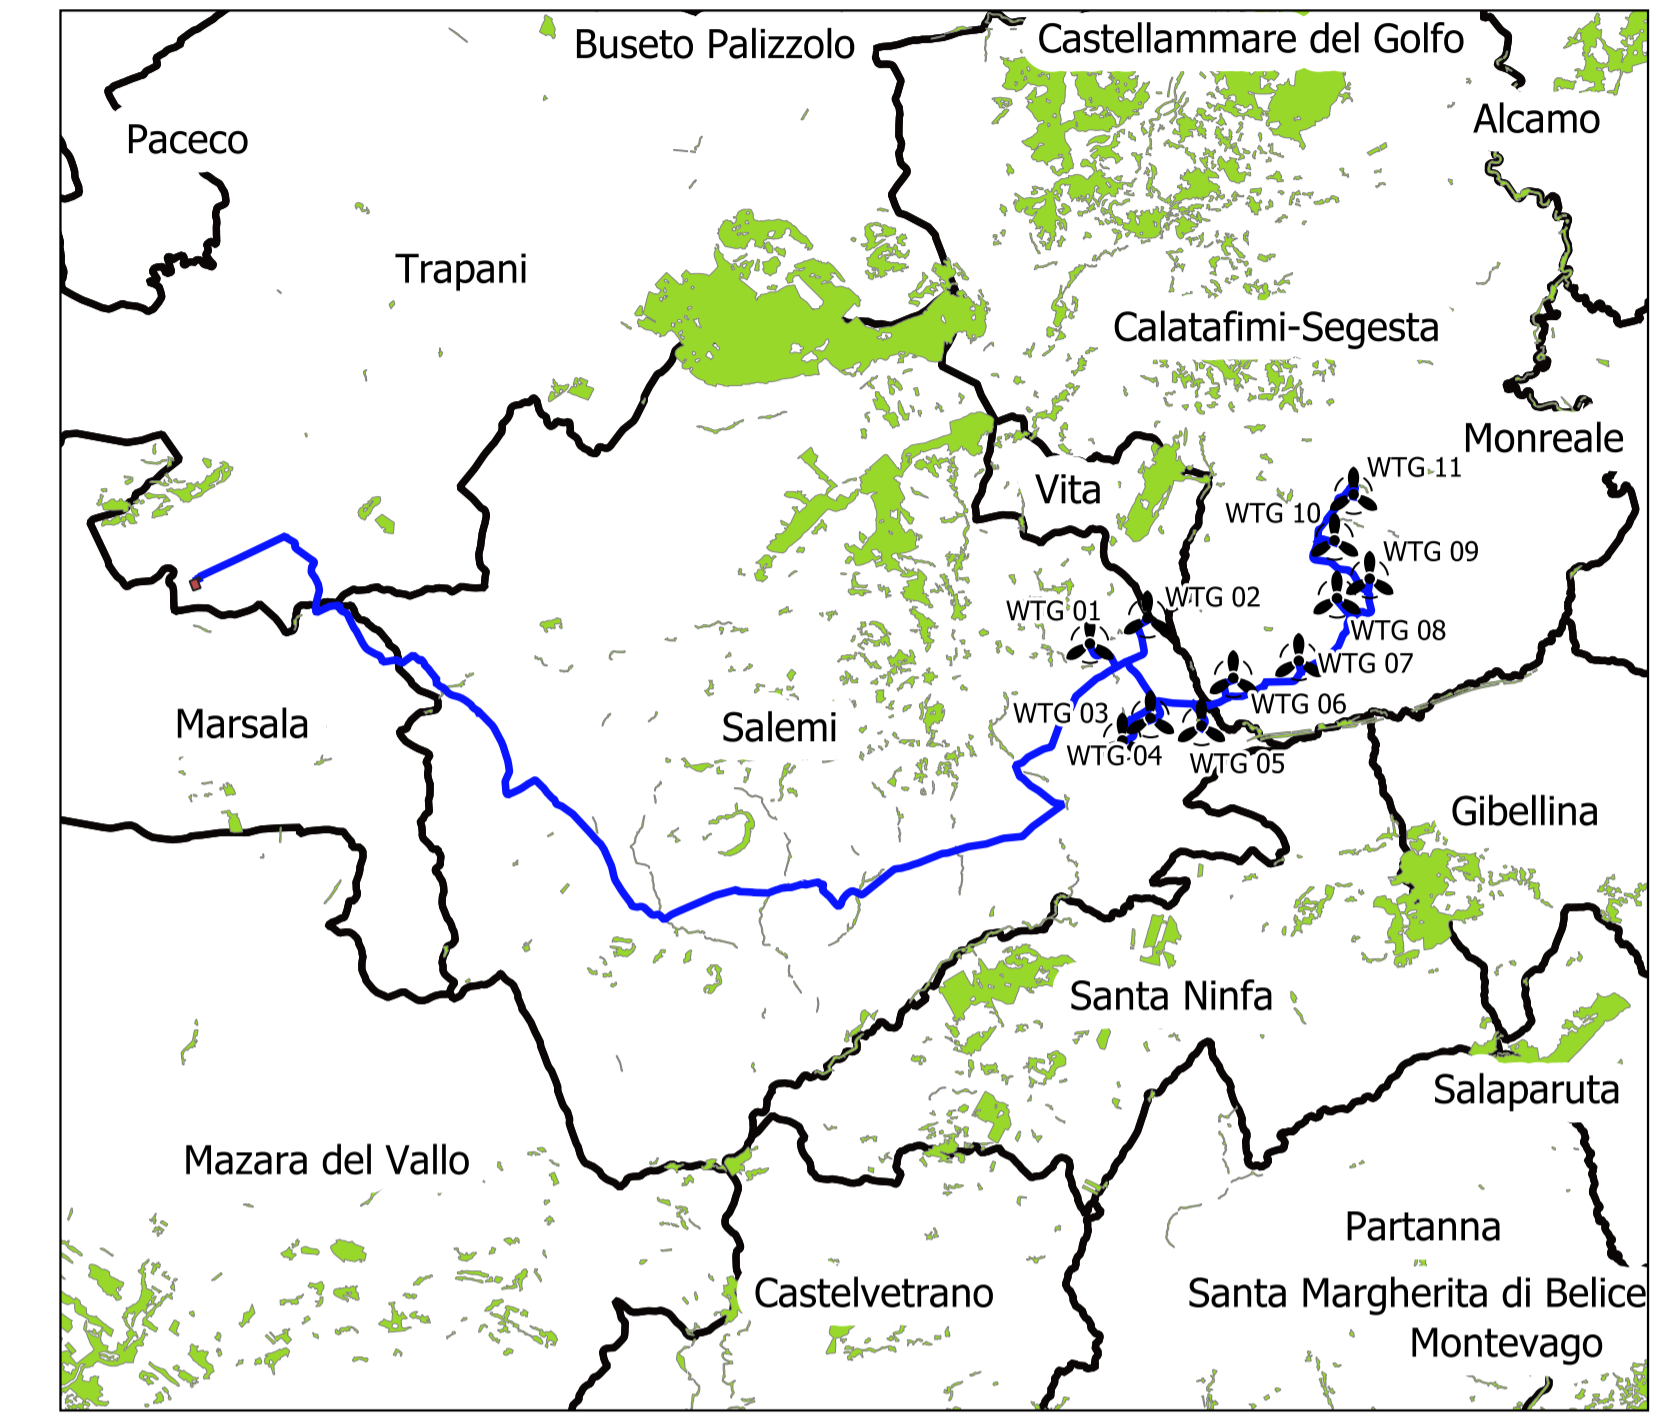 Buseto Palizzolo
Castellammare del Golfo
Alcamo
Paceco
Trapani
Calatafimi-Segesta
Monreale
WTG 11
Vita
WTG 10
WTG 09
WTG 02
WTG 01
WTG 08
WTG 07
WTG 06
WTG 03
Marsala
Salemi
WTG 04
WTG 05
Gibellina
Santa Ninfa
Salaparuta
Mazara del Vallo
Partanna
Castelvetrano
Santa Margherita di Belice
Montevago